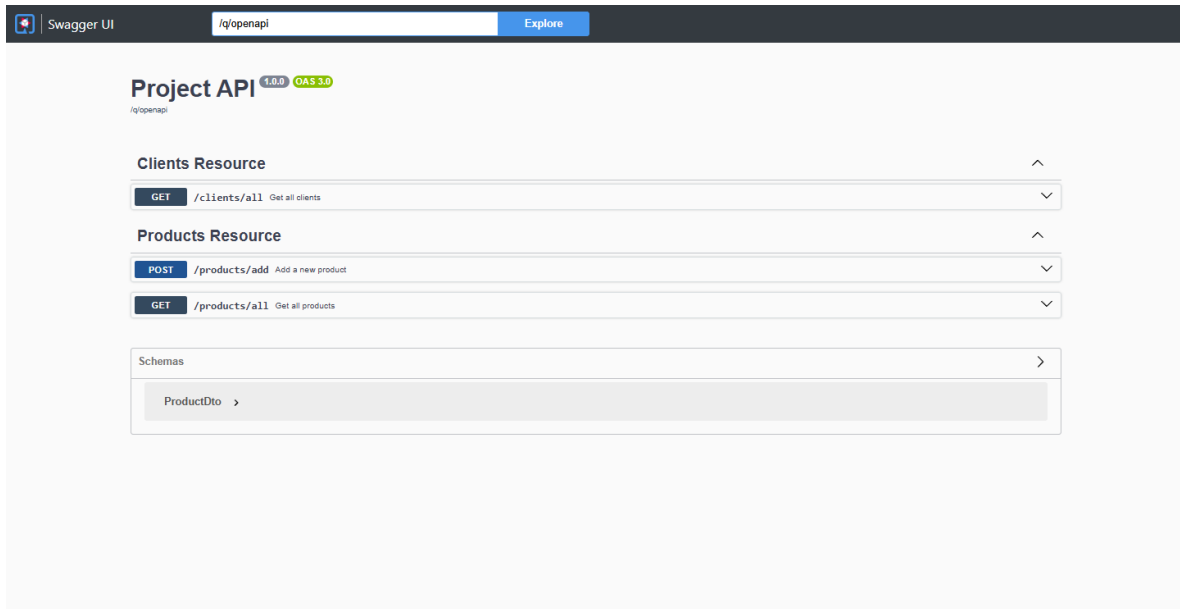 Swagger UI /q/openapi Explore
Project API 1.0.0 OAS 3.0
/q/openapi
Clients Resource
GET /clients/all Get all clients
Products Resource
POST /products/add Add a new product
GET /products/all Get all products
Schemas
ProductDto